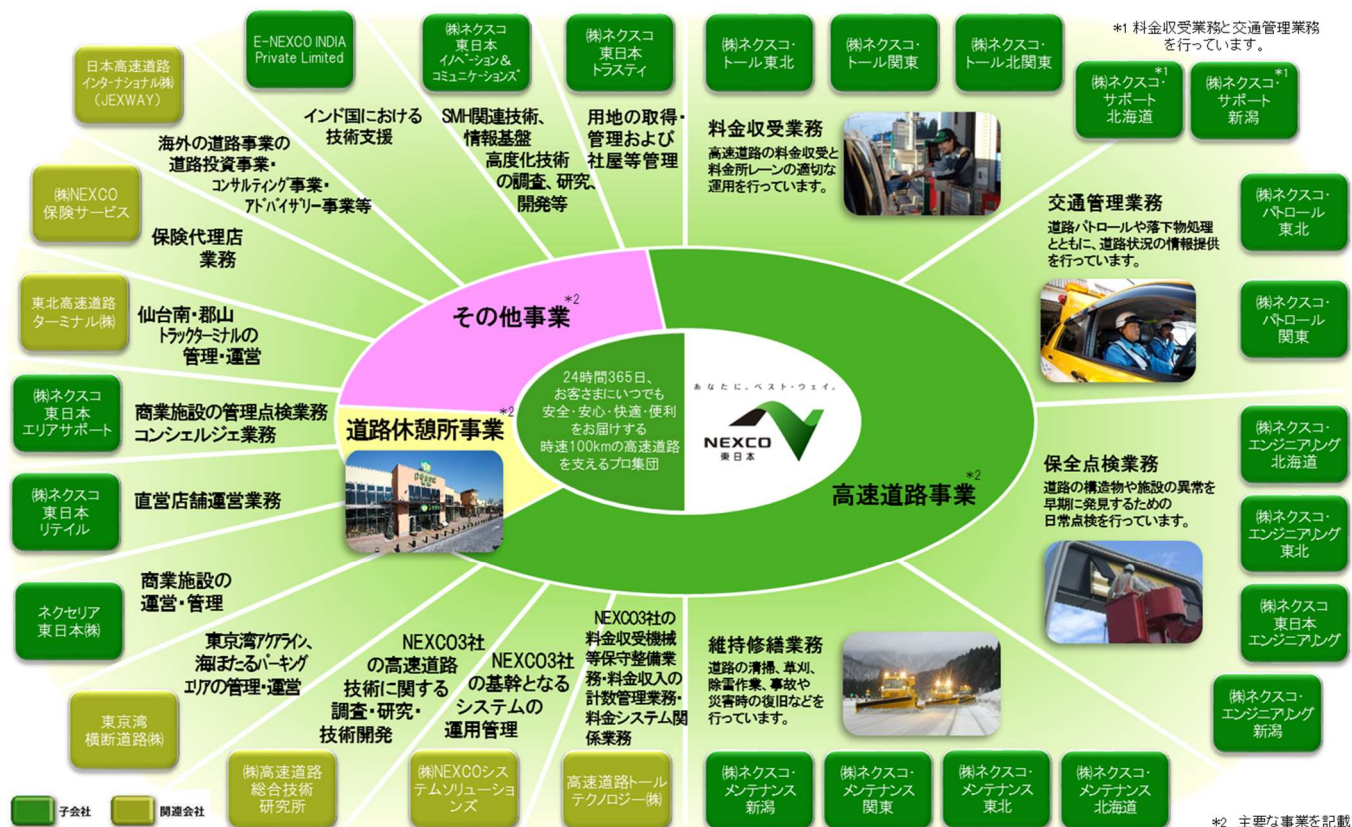 *1 料金収受業務と交通管理業務
を行っています。
E-NEXCO INDIA
Private Limited
インド国における
技術支援
㈱ネクスコ
東日本
イノベーション&
コミュニケーションズ
SMH関連技術、
情報基盤
高度化技術
の調査、研究、
開発等
㈱ネクスコ
東日本
トラスティ
用地の取得・
管理および
社屋等管理
㈱ネクスコ・
トール東北
㈱ネクスコ・
トール関東
㈱ネクスコ・
トール北関東
料金収受業務
高速道路の料金収受と
料金所レーンの適切な
運用を行っています。
㈱ネクスコ・*1
サポート
北海道
㈱ネクスコ・*1
サポート
新潟
交通管理業務
道路パトロールや落下物処理
とともに、道路状況の情報提供
を行っています。
㈱ネクスコ・
パトロール
東北
㈱ネクスコ・
パトロール
関東
日本高速道路
インターナショナル㈱
(JEXWAY)
海外の道路事業の
道路投資事業・
コンサルティング事業・
アドバイザリー事業等
㈱NEXCO
保険サービス
保険代理店
業務
東北高速道路
ターミナル㈱
仙台南・郡山
トラックターミナルの
管理・運営
㈱ネクスコ
東日本
エリアサポート
商業施設の管理点検業務
コンシェルジェ業務
㈱ネクスコ
東日本
リテイル
直営店舗運営業務
ネクセリア
東日本㈱
商業施設の
運営・管理
東京湾
横断道路㈱
東京湾アクアライン、
海ほたるパーキング
エリアの管理・運営
その他事業*2
道路休憩所事業*2
24時間365日、
お客さまにいつでも
安全・安心・快適・便利
をお届けする
時速100kmの高速道路
を支えるプロ集団
あなたに、ベスト・ウェイ。
NEXCO
東日本
高速道路事業*2
保全点検業務
道路の構造物や施設の異常を
早期に発見するための
日常点検を行っています。
㈱ネクスコ・
エンジニアリング
北海道
㈱ネクスコ・
エンジニアリング
東北
㈱ネクスコ
東日本
エンジニアリング
㈱ネクスコ・
エンジニアリング
新潟
NEXCO3社
の高速道路
技術に関する
調査・研究・
技術開発
㈱高速道路
総合技術
研究所
NEXCO3社
の基幹となる
システムの
運用管理
㈱NEXCOシス
テムソリューショ
ンズ
NEXCO3社の
料金収受機械
等保守整備業
務・料金収入の
計数管理業務・
料金システム関
係業務
高速道路トール
テクノロジー㈱
維持修繕業務
道路の清掃、草刈、
除雪作業、事故や
災害時の復旧などを
行っています。
㈱ネクスコ・
メンテナンス
新潟
㈱ネクスコ・
メンテナンス
関東
㈱ネクスコ・
メンテナンス
東北
㈱ネクスコ・
メンテナンス
北海道
子会社
関連会社
*2 主要な事業を記載